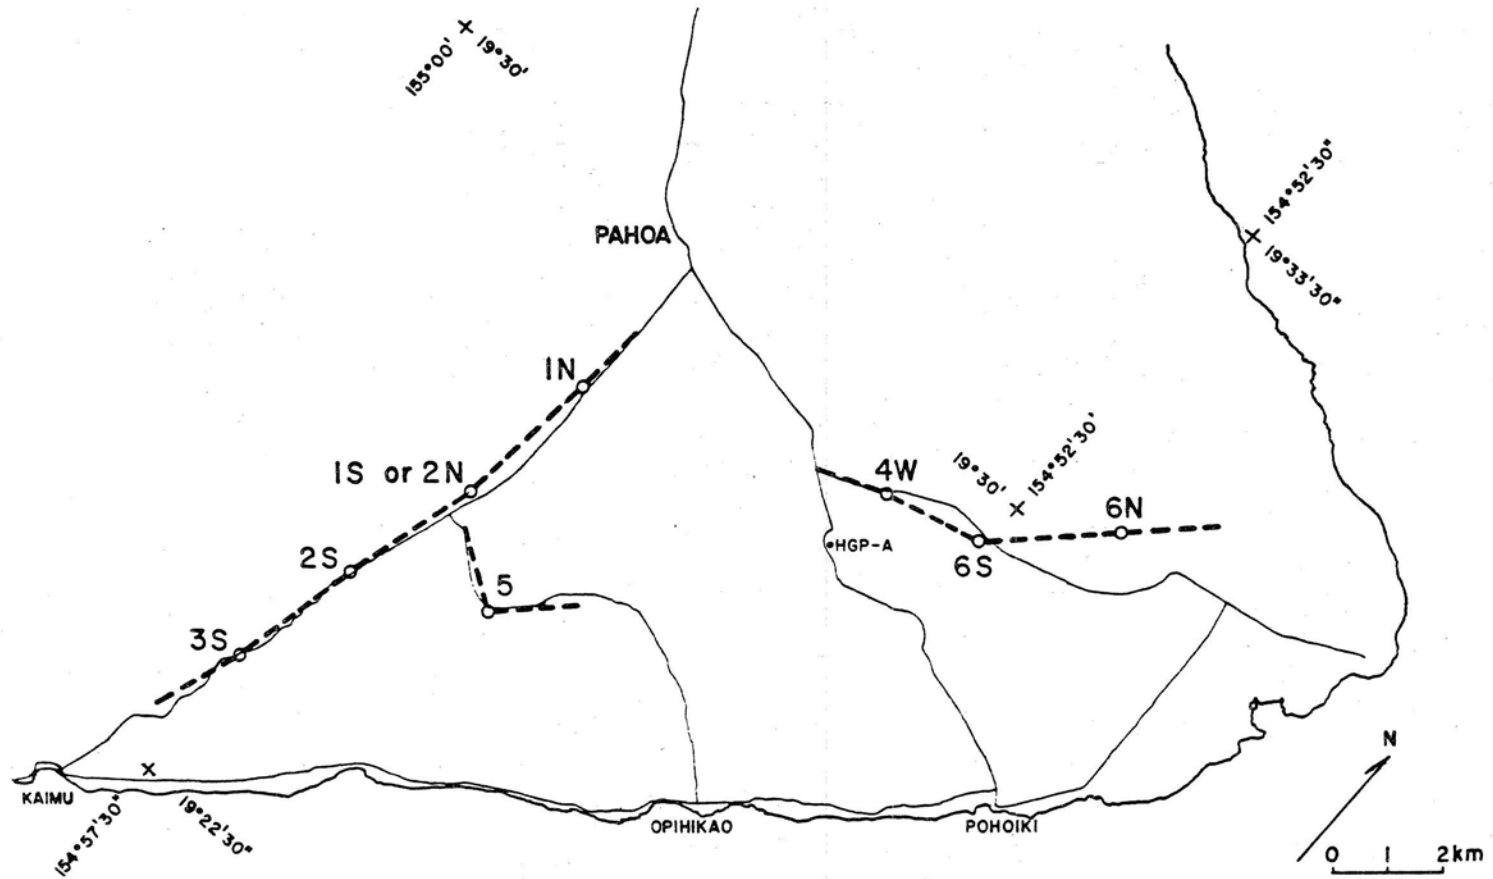 155°00'
19°30'
154°52'30"
19°33'30"
PAHOA
1N
1S or 2N
2S
3S
5
4W
19°30'
154°52'30'
6N
6S
HGP-A
KAIMU
154°57'30"
19°22'30"
OPIHIKAO
POHOIKI
N
0 1 2km